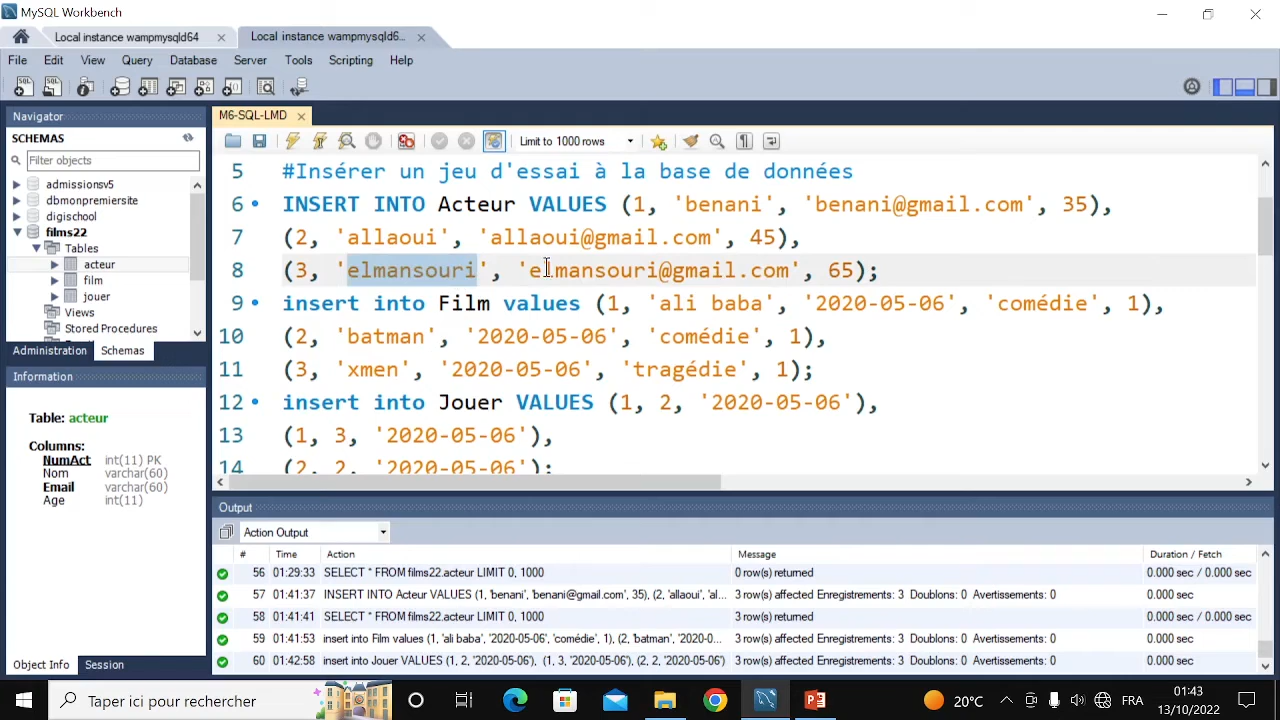 MySQL Workbench
Local instance wampmysqld64
Local instance wampmysqld6...
File Edit View Query Database Server Tools Scripting Help
Navigator
SCHEMAS
Filter objects
admissionsv5
dbmonpremiersite
digischool
films22
Tables
acteur
film
jouer
Views
Stored Procedures
Administration Schemas
Information
Table: acteur
Columns:
NumAct int(11) PK
Nom varchar(60)
Email varchar(60)
Age int(11)
Object Info Session
M6-SQL-LMD
Limit to 1000 rows
5 #Insérer un jeu d'essai à la base de données
6 INSERT INTO Acteur VALUES (1, 'benani', 'benani@gmail.com', 35),
7 (2, 'allaoui', 'allaoui@gmail.com', 45),
8 (3, 'elmansouri', 'elmansouri@gmail.com', 65);
9 insert into Film values (1, 'ali baba', '2020-05-06', 'comédie', 1),
10 (2, 'batman', '2020-05-06', 'comédie', 1),
11 (3, 'xmen', '2020-05-06', 'tragédie', 1);
12 insert into Jouer VALUES (1, 2, '2020-05-06'),
13 (1, 3, '2020-05-06'),
14 (2, 2, '2020-05-06');
Output
Action Output
# Time Action Message Duration / Fetch
56 01:29:33 SELECT * FROM films22.acteur LIMIT 0, 1000 0 row(s) returned 0.000 sec / 0.000 sec
57 01:41:37 INSERT INTO Acteur VALUES (1, 'benani', 'benani@gmail.com', 35), (2, 'allaoui', 'al... 3 row(s) affected Enregistrements: 3 Doublons: 0 Avertissements: 0 0.000 sec
58 01:41:41 SELECT * FROM films22.acteur LIMIT 0, 1000 3 row(s) returned 0.000 sec / 0.000 sec
59 01:41:53 insert into Film values (1, 'ali baba', '2020-05-06', 'comédie', 1), (2, 'batman', '2020-0... 3 row(s) affected Enregistrements: 3 Doublons: 0 Avertissements: 0 0.000 sec
60 01:42:58 insert into Jouer VALUES (1, 2, '2020-05-06'), (1, 3, '2020-05-06'), (2, 2, '2020-05-06') 3 row(s) affected Enregistrements: 3 Doublons: 0 Avertissements: 0 0.000 sec
Taper ici pour rechercher
20°C
FRA
01:43
13/10/2022